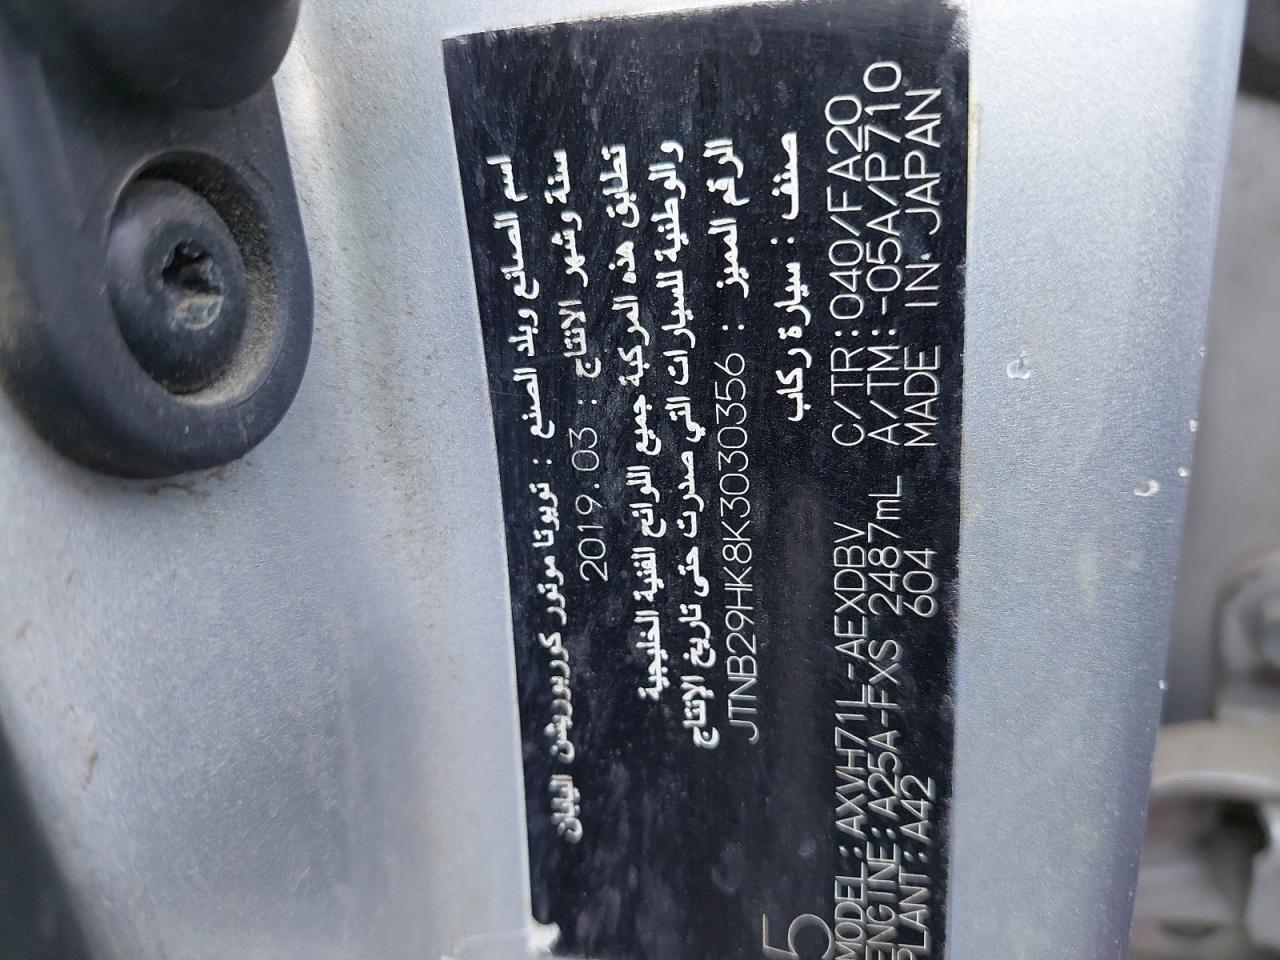 اسم الصانع وبلد الصنع : تويوتا موتور كوربوريشن اليابان
سنة وشهر الانتاج : 2019.03
تطابق هذه المركبة جميع اللوائح الفنية الخليجية
والوطنية للسيارات التي صدرت حتى تاريخ الإنتاج
الرقم المميز : JTNB29HK8K3030356
صنف : سيارة ركاب
5
MODEL:AXVH71L-AEXDBV C/TR:040/FA20
ENGINE:A25A-FXS 2487mL A/TM:-05A/P710
PLANT:A42 604 MADE IN JAPAN